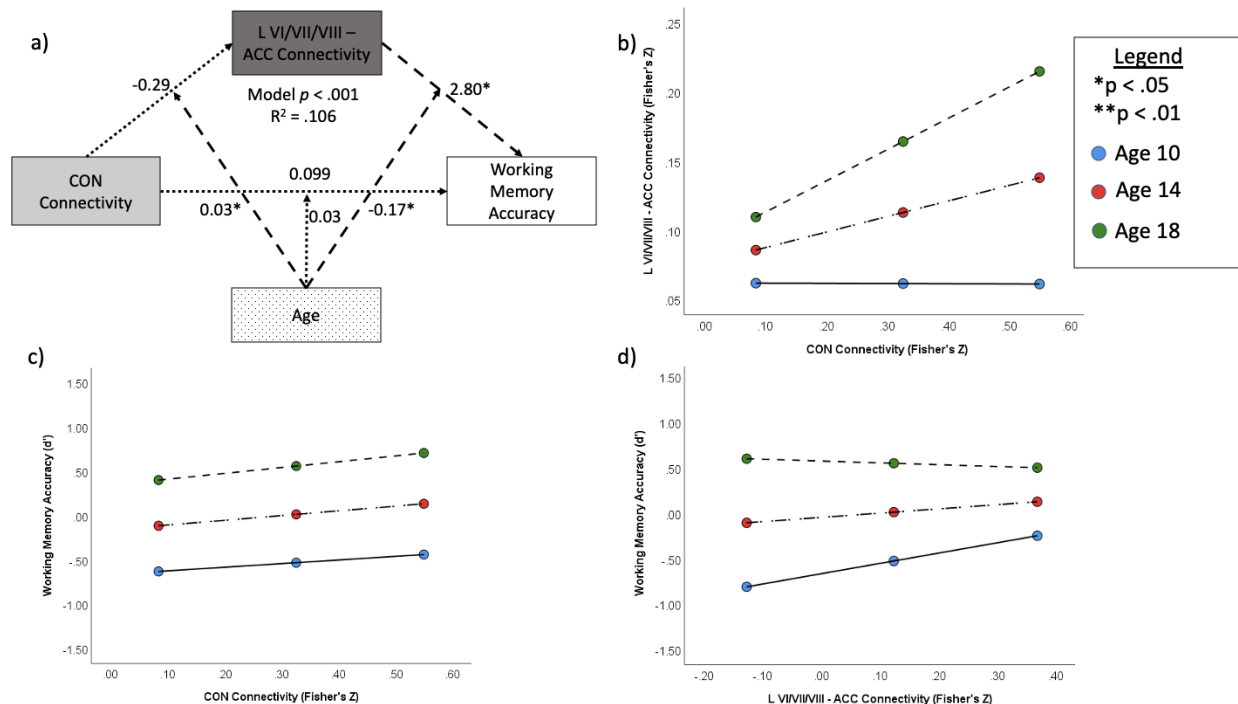 a)
L VI/VII/VIII –
ACC Connectivity
-0.29
2.80*
Model p < .001
R² = .106
CON
Connectivity
0.099
Working
Memory
Accuracy
0.03*
0.03
-0.17*
Age
b)
L VI/VII/VIII - ACC Connectivity (Fisher's Z)
.25
.20
.15
.10
.05
.00 .10 .20 .30 .40 .50 .60
CON Connectivity (Fisher's Z)
Legend
*p < .05
**p < .01
Age 10
Age 14
Age 18
c)
Working Memory Accuracy (d')
1.50
1.00
.50
.00
-.50
-1.00
-1.50
.00 .10 .20 .30 .40 .50 .60
CON Connectivity (Fisher's Z)
d)
Working Memory Accuracy (d')
1.50
1.00
.50
.00
-.50
-1.00
-1.50
-.20 -.10 .00 .10 .20 .30 .40
L VI/VII/VIII - ACC Connectivity (Fisher's Z)